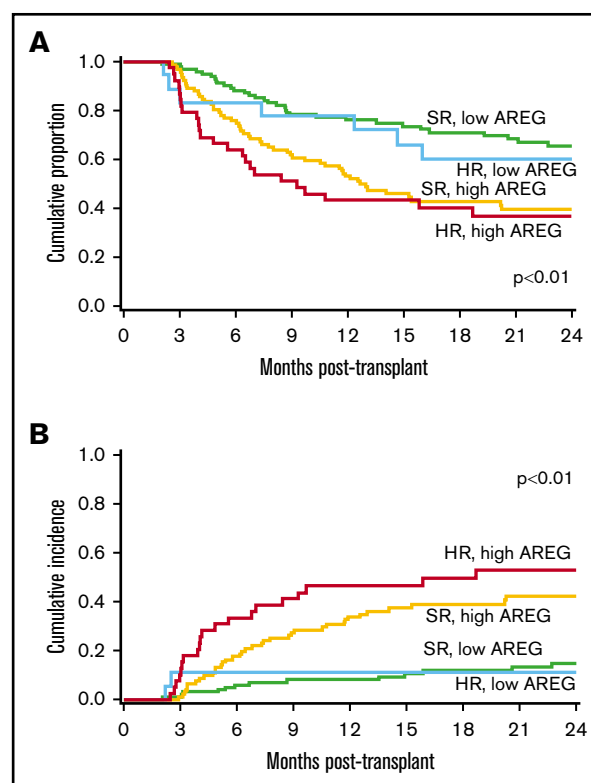 A
Cumulative proportion
1.0
0.8
0.6
0.4
0.2
0.0
SR, low AREG
HR, low AREG
SR, high AREG
HR, high AREG
p<0.01
0 3 6 9 12 15 18 21 24
Months post-transplant
B
Cumulative incidence
1.0
0.8
0.6
0.4
0.2
0.0
p<0.01
HR, high AREG
SR, high AREG
SR, low AREG
HR, low AREG
0 3 6 9 12 15 18 21 24
Months post-transplant